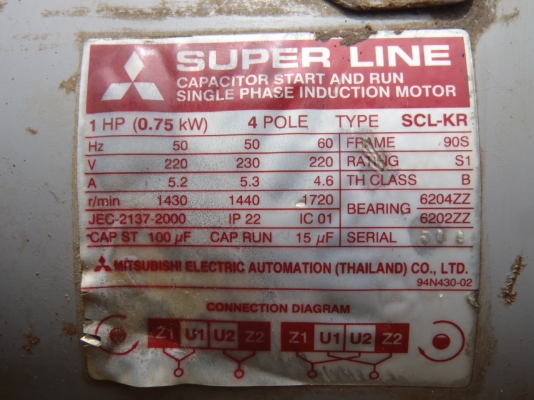 SUPER LINE
CAPACITOR START AND RUN
SINGLE PHASE INDUCTION MOTOR
1 HP (0.75 kW) 4 POLE TYPE SCL-KR
Hz 50 50 60 FRAME 90S
V 220 230 220 RATING S1
A 5.2 5.3 4.6 TH CLASS B
r/min 1430 1440 1720 BEARING 6204ZZ
JEC-2137-2000 IP 22 IC 01 6202ZZ
CAP ST 100 µF CAP RUN 15 µF SERIAL
MITSUBISHI ELECTRIC AUTOMATION (THAILAND) CO., LTD.
94N430-02
CONNECTION DIAGRAM
Z1 U1 U2 Z2 Z1 U1 U2 Z2